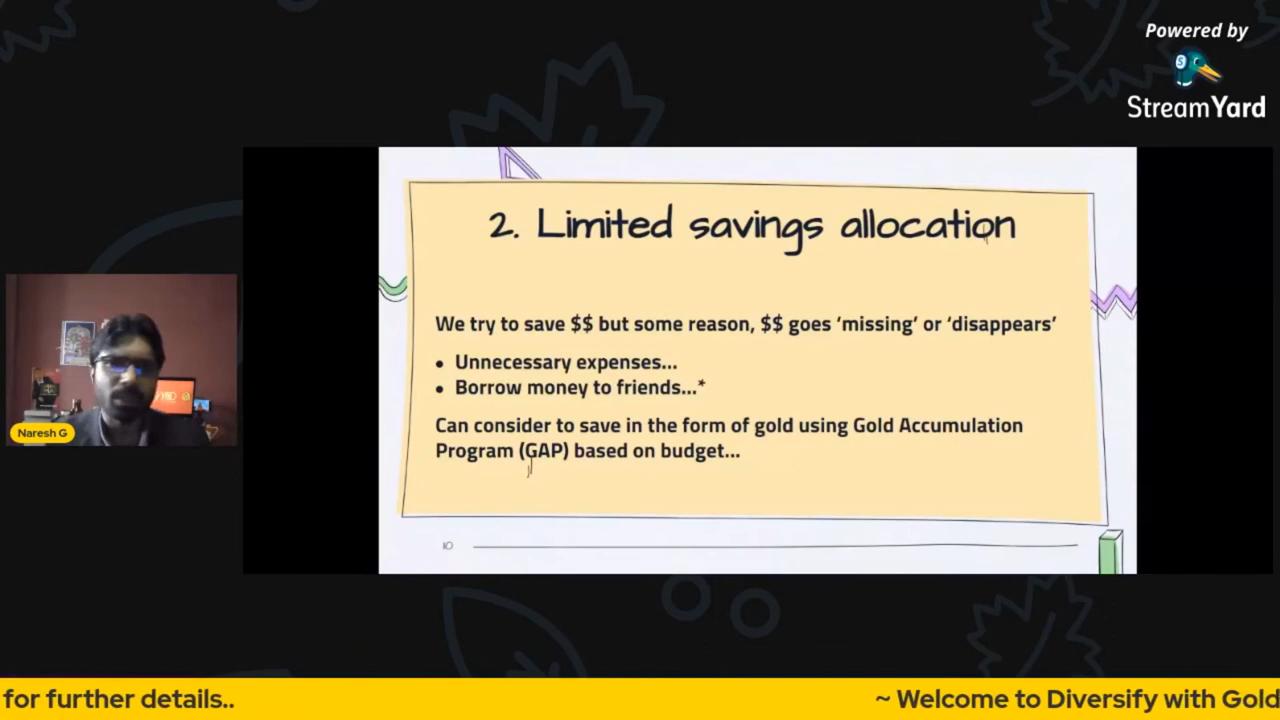 Powered by
StreamYard
2. Limited savings allocation
We try to save $$ but some reason, $$ goes ‘missing’ or ‘disappears’
• Unnecessary expenses...
• Borrow money to friends...*
Can consider to save in the form of gold using Gold Accumulation
Program (GAP) based on budget...
10
Naresh G
for further details..
~ Welcome to Diversify with Gold